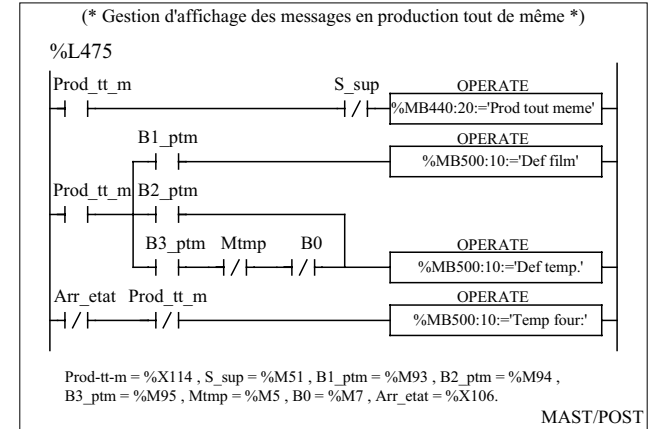 (* Gestion d'affichage des messages en production tout de même *)
%L475
Prod_tt_m S_sup OPERATE
%MB440:20:='Prod tout meme'
B1_ptm OPERATE
%MB500:10:='Def film'
Prod_tt_m B2_ptm
B3_ptm Mtmp B0 OPERATE
%MB500:10:='Def temp.'
Arr_etat Prod_tt_m OPERATE
%MB500:10:='Temp four:'
Prod-tt-m = %X114 , S_sup = %M51 , B1_ptm = %M93 , B2_ptm = %M94 ,
B3_ptm = %M95 , Mtmp = %M5 , B0 = %M7 , Arr_etat = %X106.
MAST/POST